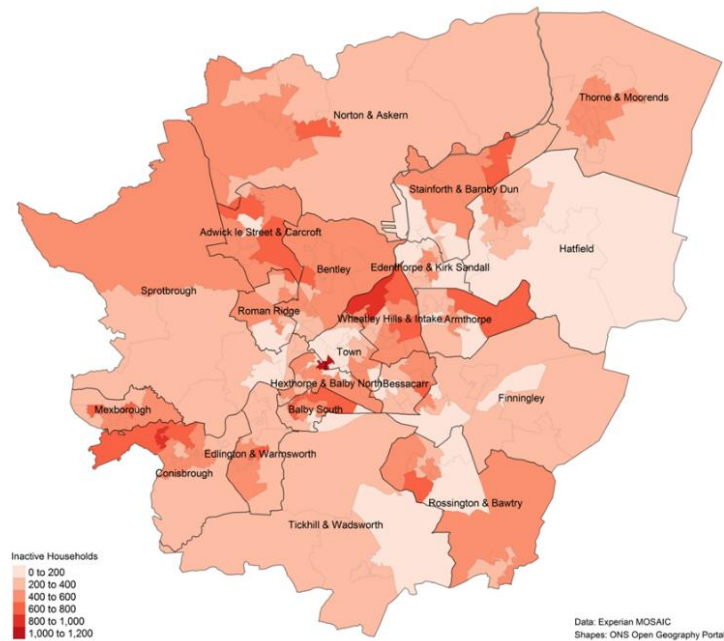 Thorne & Moorends
Norton & Askern
Stainforth & Barnby Dun
Adwick le Street & Carcroft
Hatfield
Bentley
Edenthorpe & Kirk Sandall
Sprotbrough
Roman Ridge
Wheatley Hills & Intake
Armthorpe
Town
Hexthorpe & Balby North
Bessacarr
Finningley
Mexborough
Balby South
Edlington & Warmsworth
Conisbrough
Rossington & Bawtry
Tickhill & Wadsworth
Inactive Households
0 to 200
200 to 400
400 to 600
600 to 800
800 to 1,000
1,000 to 1,200
Data: Experian MOSAIC
Shapes: ONS Open Geography Porta